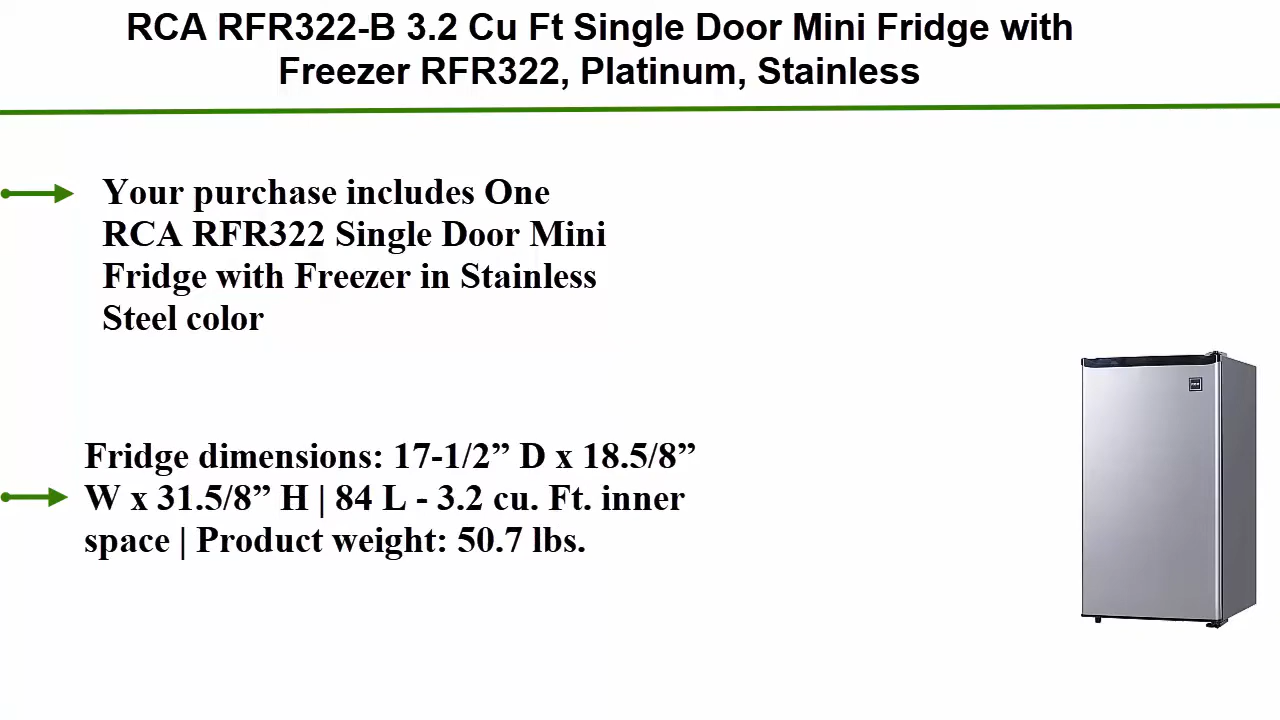 RCA RFR322-B 3.2 Cu Ft Single Door Mini Fridge with
Freezer RFR322, Platinum, Stainless
Your purchase includes One
RCA RFR322 Single Door Mini
Fridge with Freezer in Stainless
Steel color
Fridge dimensions: 17-1/2” D x 18.5/8”
W x 31.5/8” H | 84 L - 3.2 cu. Ft. inner
space | Product weight: 50.7 lbs.